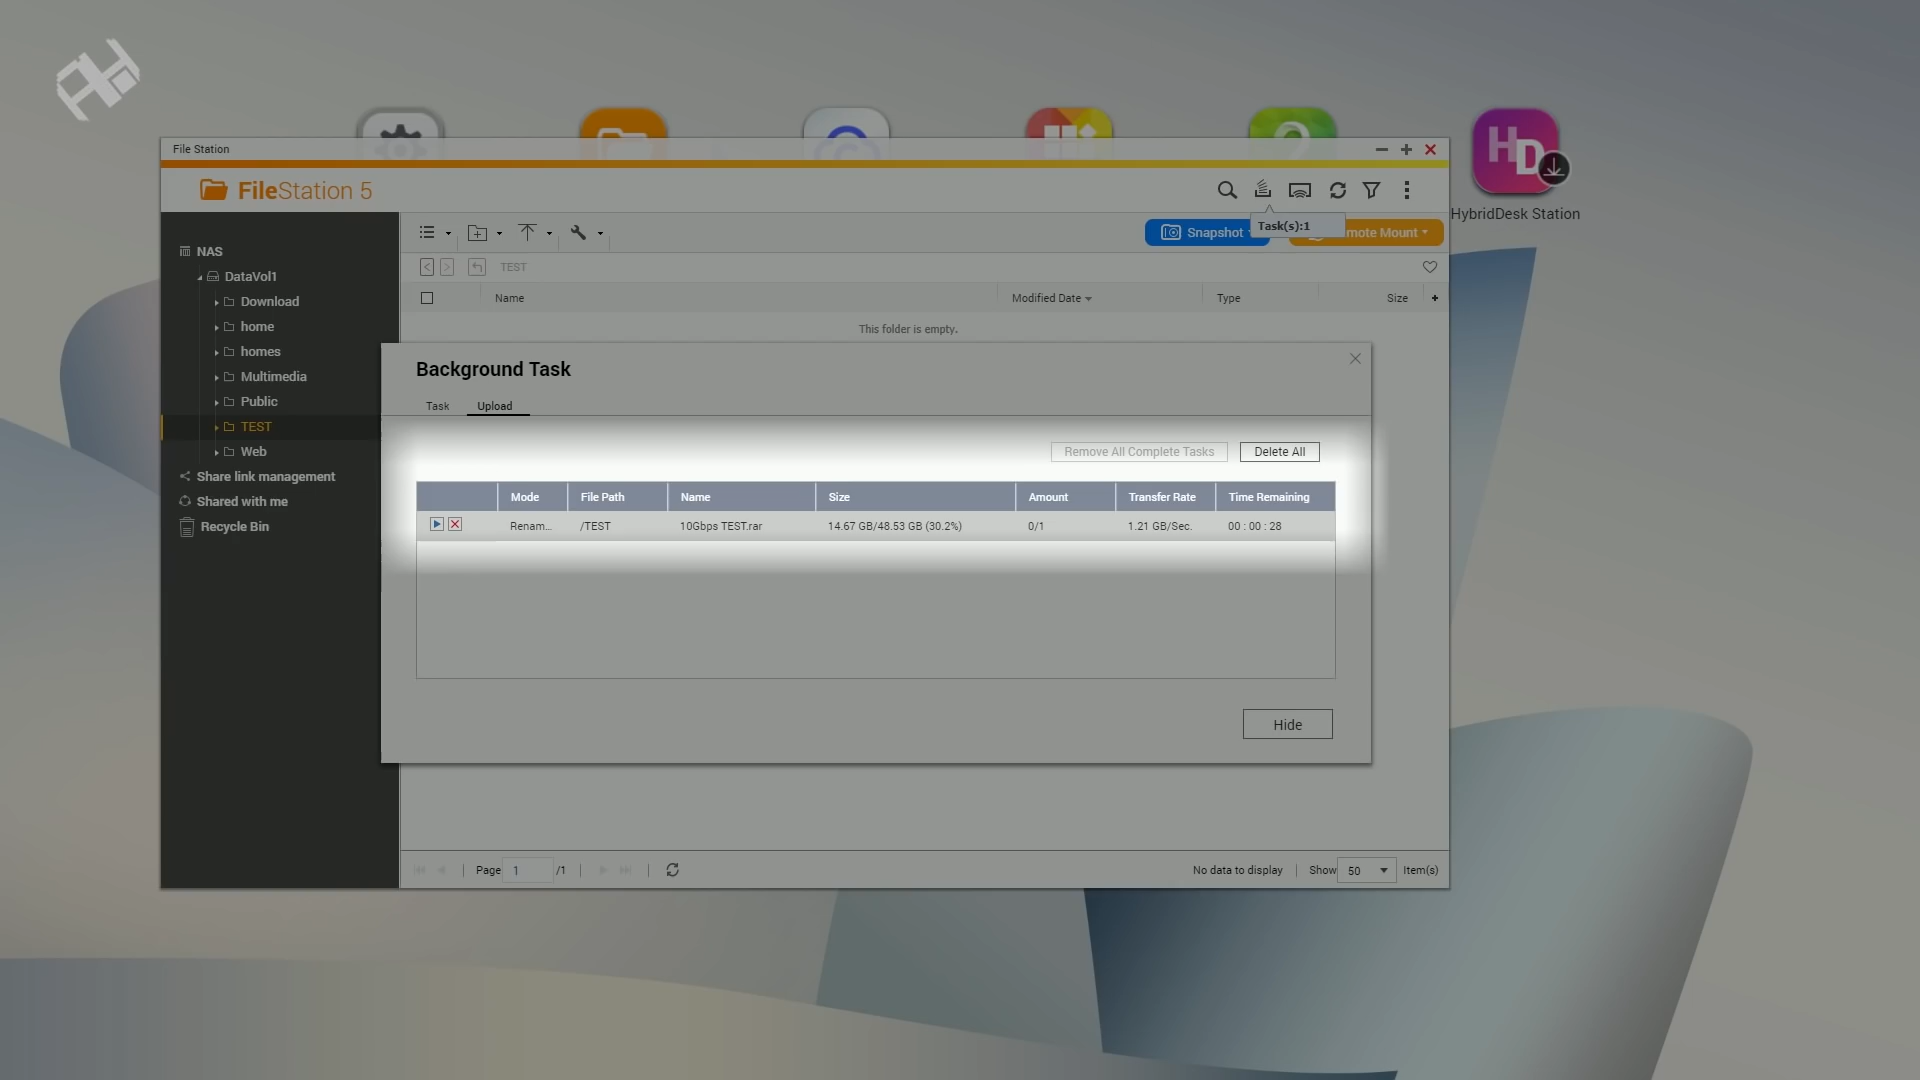 File Station
FileStation 5
HD
HybridDesk Station
Snapshot
Task(s):1
mote Mount
NAS
DataVol1
Download
home
homes
Multimedia
Public
TEST
Web
Share link management
Shared with me
Recycle Bin
TEST
Name Modified Date Type Size
This folder is empty.
Background Task
Task Upload
Remove All Complete Tasks Delete All
Mode File Path Name Size Amount Transfer Rate Time Remaining
Renam... /TEST 10Gbps TEST.rar 14.67 GB/48.53 GB (30.2%) 0/1 1.21 GB/Sec. 00 : 00 : 28
Hide
Page 1 /1 No data to display Show 50 Item(s)